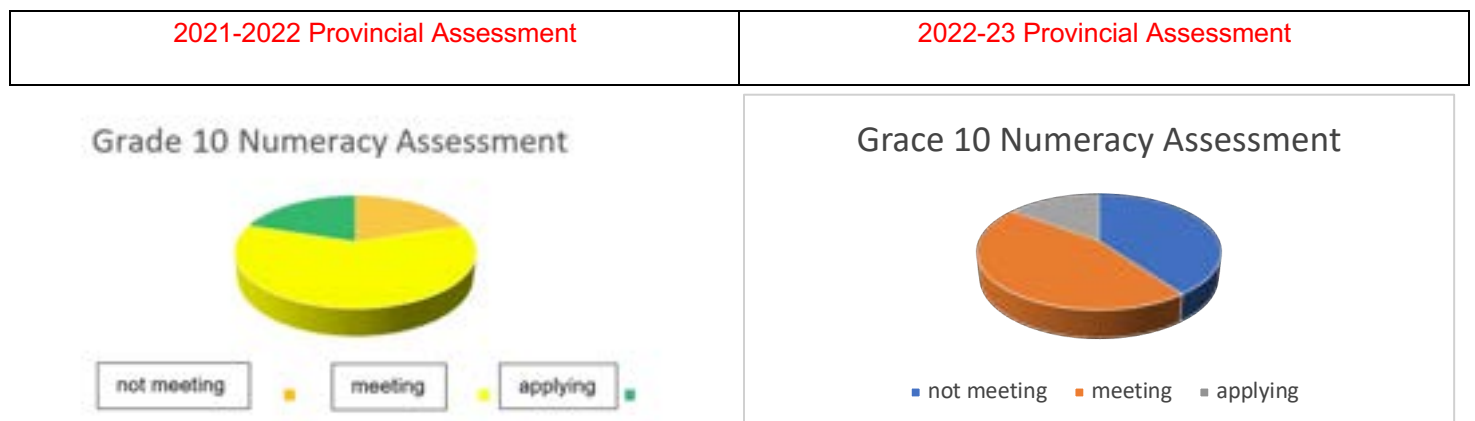 2021-2022 Provincial Assessment
2022-23 Provincial Assessment
Grade 10 Numeracy Assessment
not meeting
meeting
applying
Grace 10 Numeracy Assessment
not meeting
meeting
applying